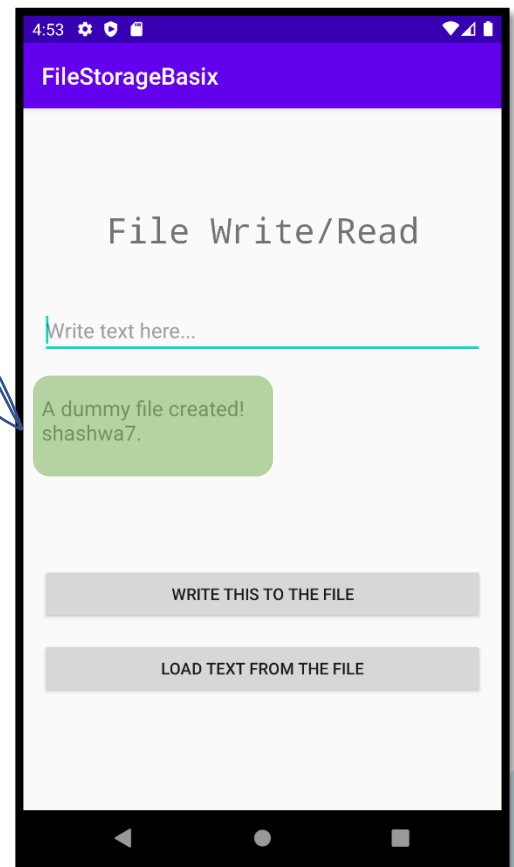 4:53
FileStorageBasix
File Write/Read
Write text here...
A dummy file created!
shashwa7.
WRITE THIS TO THE FILE
LOAD TEXT FROM THE FILE